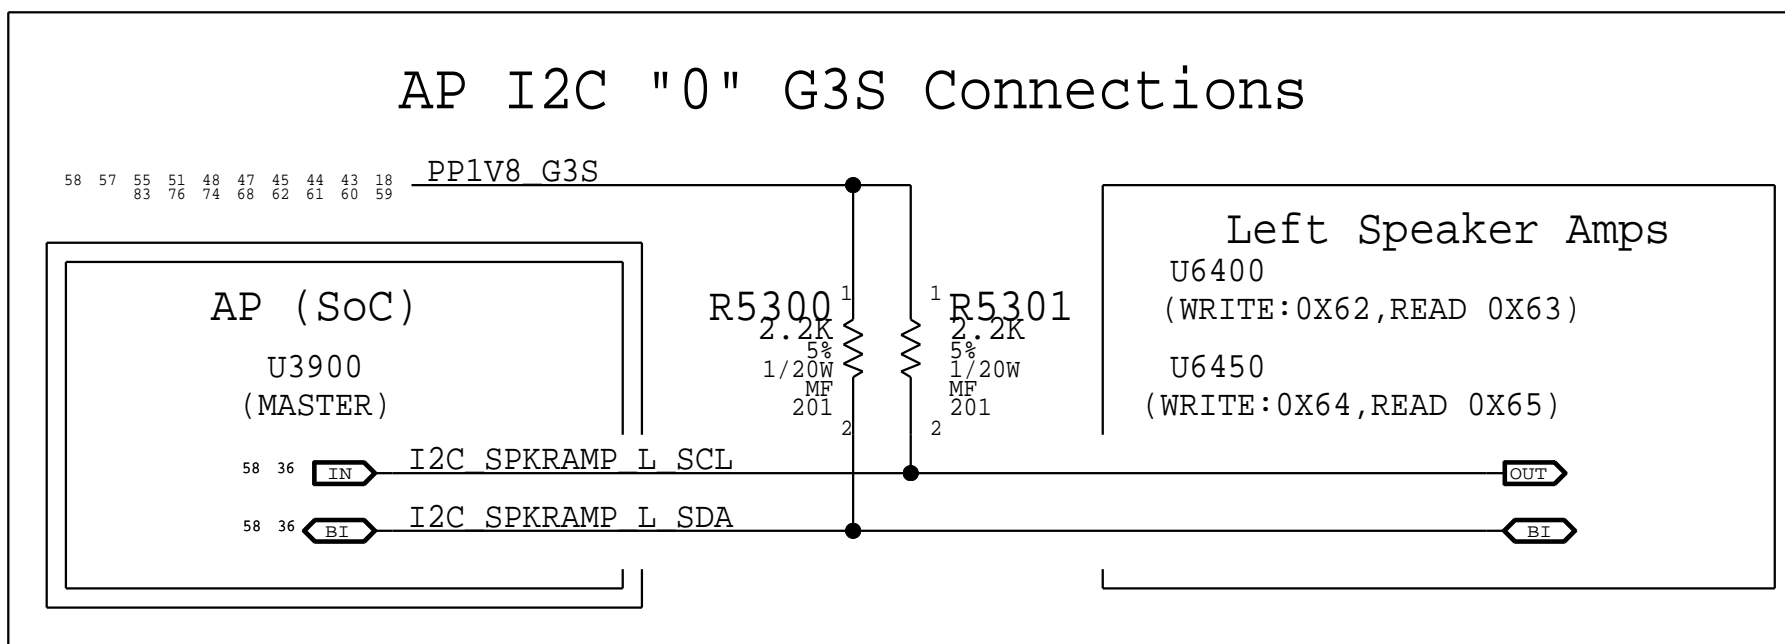 AP I2C "0" G3S Connections
PP1V8_G3S
58 57 55 51 48 47 45 44 43 18
83 76 74 68 62 61 60 59
Left Speaker Amps
U6400
(WRITE:0X62,READ 0X63)
U6450
(WRITE:0X64,READ 0X65)
AP (SoC)
U3900
(MASTER)
R5300
2.2K
5%
1/20W
MF
201
1
2
1
2
R5301
2.2K
5%
1/20W
MF
201
58 36 IN I2C_SPKRAMP_L_SCL OUT
58 36 BI I2C_SPKRAMP_L_SDA BI